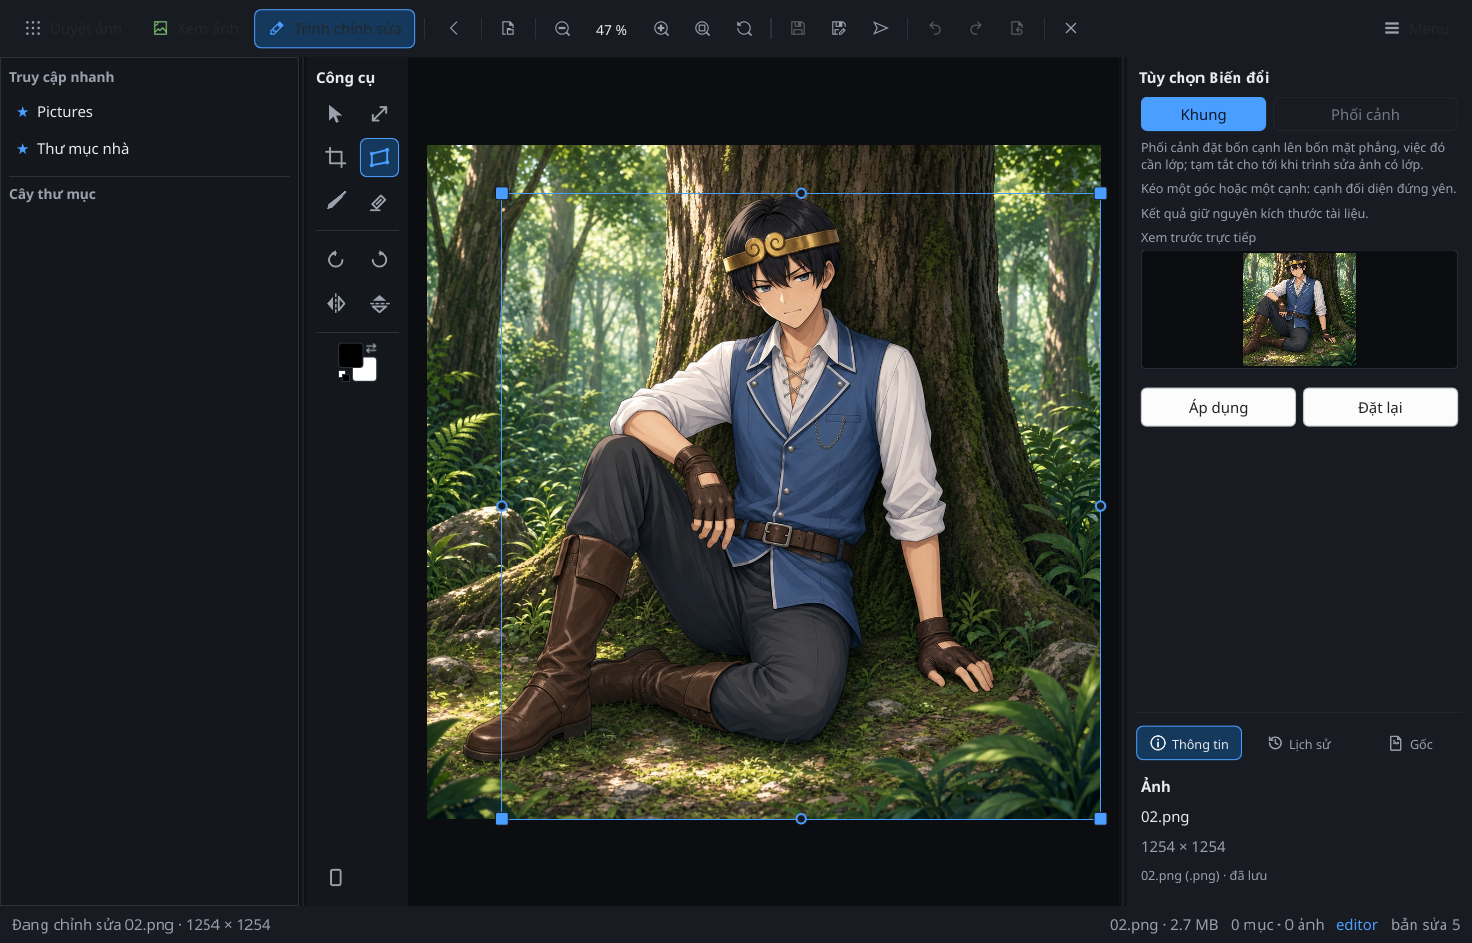 Duyệt ảnh
Xem ảnh
Trình chỉnh sửa
47 %
Menu
Truy cập nhanh
Pictures
Thư mục nhà
Cây thư mục
Công cụ
Tùy chọn Biến đổi
Khung
Phối cảnh
Phối cảnh đặt bốn cạnh lên bốn mặt phẳng, việc đó
cần lớp; tạm tắt cho tới khi trình sửa ảnh có lớp.
Kéo một góc hoặc một cạnh: cạnh đối diện đứng yên.
Kết quả giữ nguyên kích thước tài liệu.
Xem trước trực tiếp
Áp dụng
Đặt lại
Thông tin
Lịch sử
Gốc
Ảnh
02.png
1254 × 1254
02.png (.png) · đã lưu
Đang chỉnh sửa 02.png · 1254 × 1254
02.png · 2.7 MB
0 mục · 0 ảnh
editor
bản sửa 5